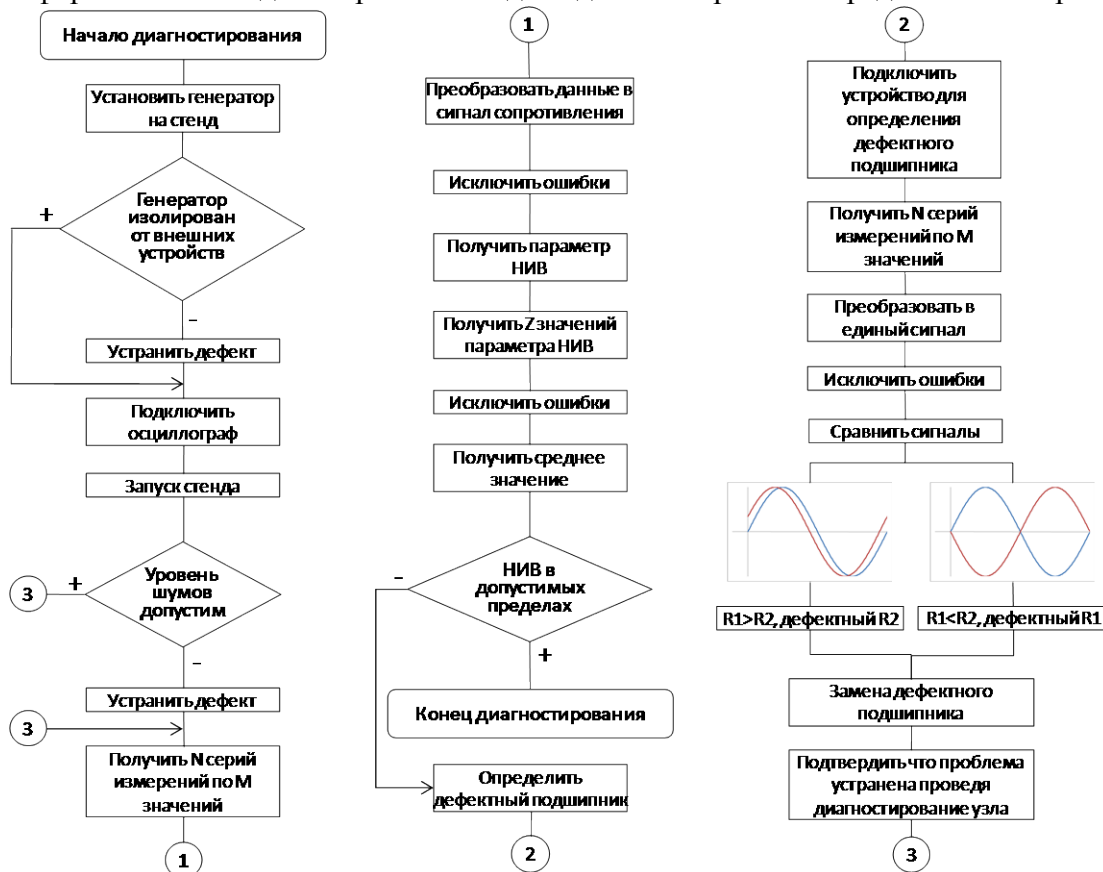 Начало диагностирования
Установить генератор
на стенд
+
Генератор
изолирован
от внешних
устройств
-
Устранить дефект
Подключить
осциллограф
Запуск стенда
3
+
Уровень
шумов
допустим
-
Устранить дефект
3
Получить N серий
измерений по M
значений
1
1
Преобразовать данные в
сигнал сопротивления
Исключить ошибки
Получить параметр
НИВ
Получить Z значений
параметра НИВ
Исключить ошибки
Получить среднее
значение
-
НИВ в
допустимых
пределах
+
Конец диагностирования
Определить
дефектный подшипник
2
2
Подключить
устройство для
определения
дефектного
подшипника
Получить N серий
измерений по M
значений
Преобразовать в
единый сигнал
Исключить ошибки
Сравнить сигналы
R1>R2, дефектный R2
R1<R2, дефектный R1
Замена дефектного
подшипника
Подтвердить что проблема
устранена проведя
диагностирование узла
3